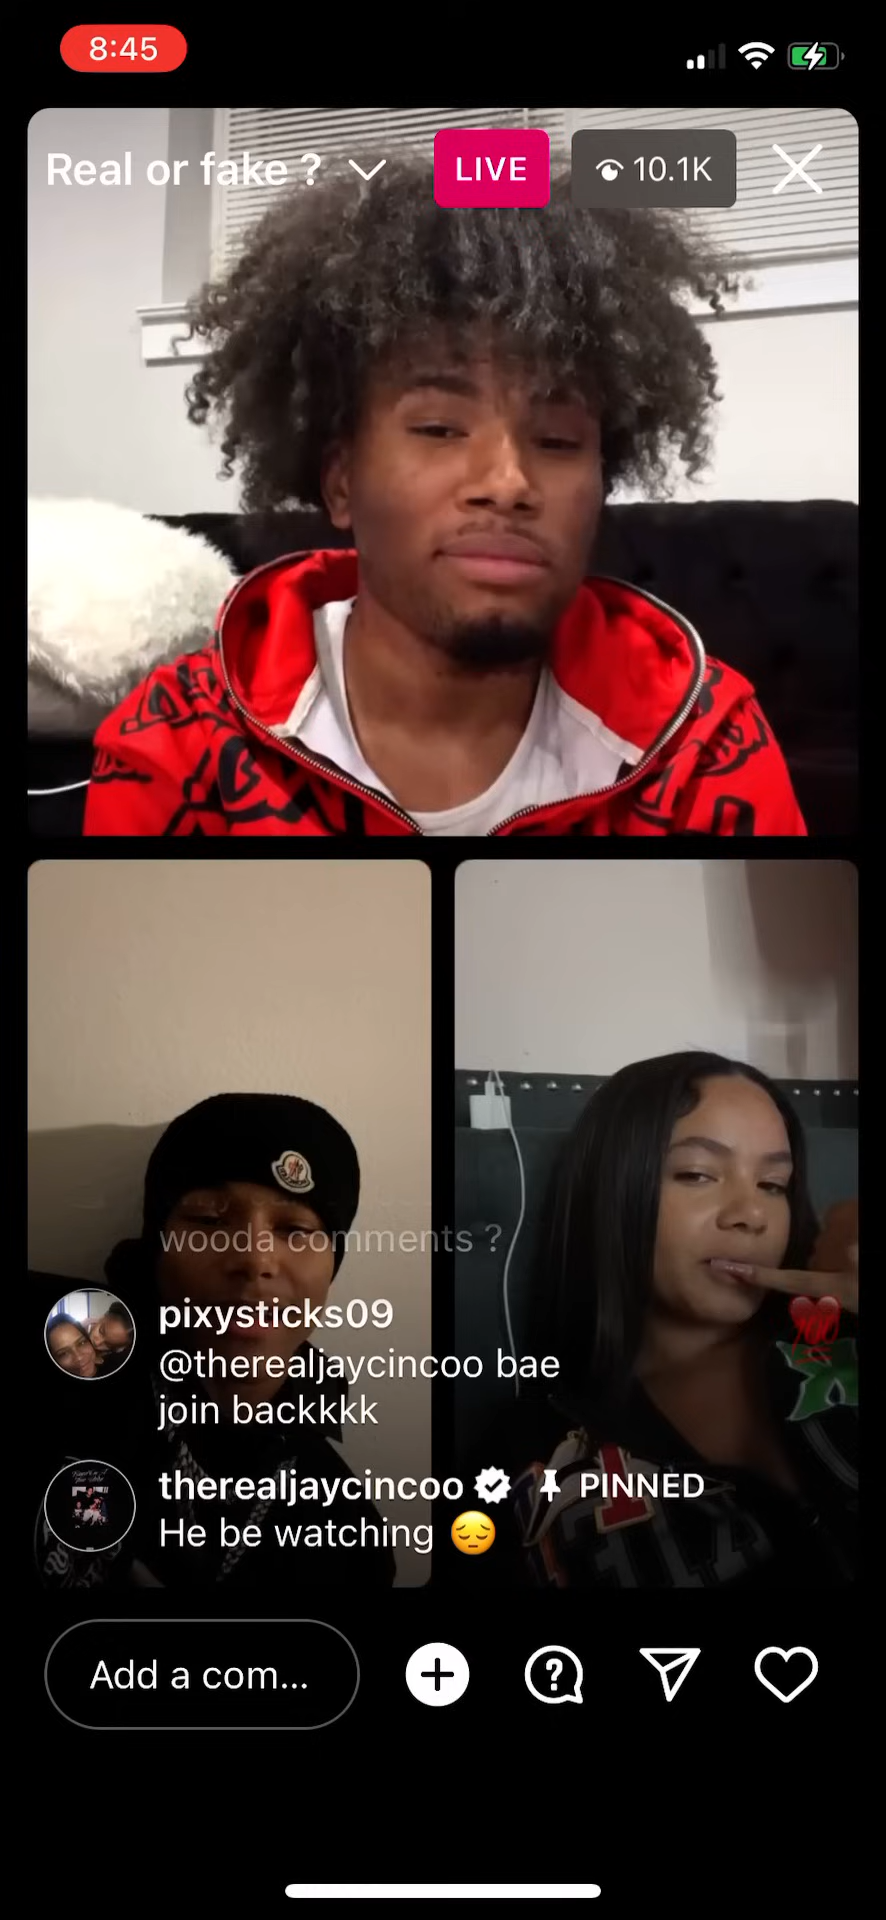 8:45
Real or fake ?
LIVE
10.1K
wooda comments ?
pixysticks09
@therealjaycincoo bae
join backkkk
therealjaycincoo PINNED
He be watching 😔
Add a com...